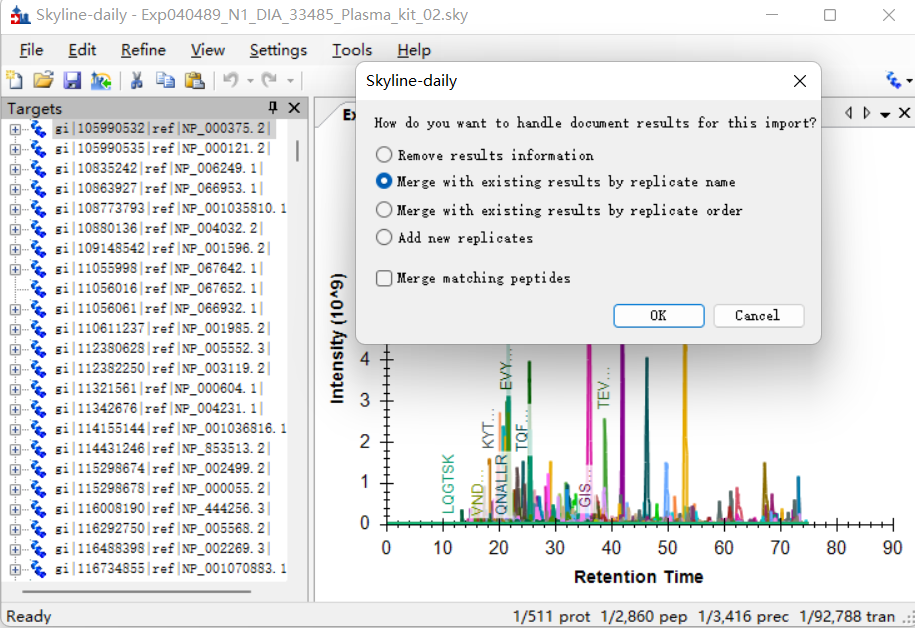 Skyline-daily - Exp040489_N1_DIA_33485_Plasma_kit_02.sky
File Edit Refine View Settings Tools Help
Targets
gi|105990532|ref|NP_000375.2|
gi|105990535|ref|NP_000121.2|
gi|10835242|ref|NP_006249.1|
gi|10863927|ref|NP_066953.1|
gi|108773793|ref|NP_001035810.1
gi|10880136|ref|NP_004032.2|
gi|109148542|ref|NP_001596.2|
gi|11055998|ref|NP_067642.1|
gi|11056016|ref|NP_067652.1|
gi|11056061|ref|NP_066932.1|
gi|110611237|ref|NP_001985.2|
gi|112380628|ref|NP_005552.3|
gi|112382250|ref|NP_003119.2|
gi|11321561|ref|NP_000604.1|
gi|11342676|ref|NP_004231.1|
gi|114155144|ref|NP_001036816.1
gi|114431246|ref|NP_853513.2|
gi|115298674|ref|NP_002499.2|
gi|115298678|ref|NP_000055.2|
gi|116008190|ref|NP_444256.3|
gi|116292750|ref|NP_005568.2|
gi|116488398|ref|NP_002269.3|
gi|116734855|ref|NP_001070883.1
Ex
Skyline-daily
How do you want to handle document results for this import?
Remove results information
Merge with existing results by replicate name
Merge with existing results by replicate order
Add new replicates
Merge matching peptides
OK Cancel
Intensity (10^9)
4
3
2
1
0
LQGTSK
VND...
KYT...
QNALLR
EVY...
TQF...
GIS...
TEV...
0 10 20 30 40 50 60 70 80 90
Retention Time
Ready 1/511 prot 1/2,860 pep 1/3,416 prec 1/92,788 tran